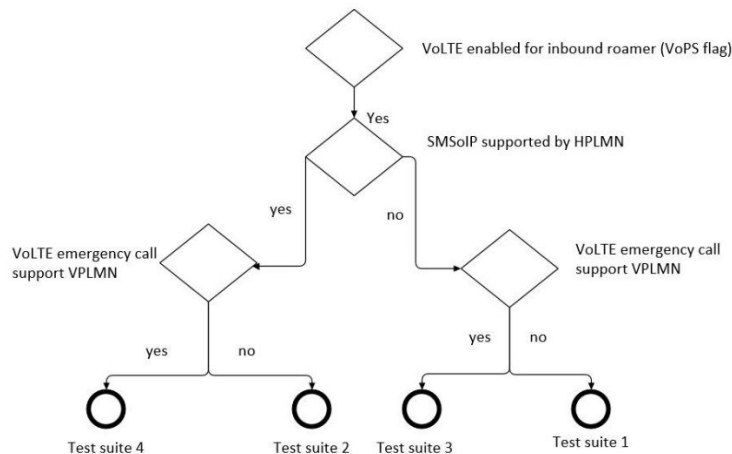 VoLTE enabled for inbound roamer (VoPS flag)
Yes
SMSoIP supported by HPLMN
yes
no
VoLTE emergency call
support VPLMN
VoLTE emergency call
support VPLMN
yes
no
yes
no
Test suite 4
Test suite 2
Test suite 3
Test suite 1